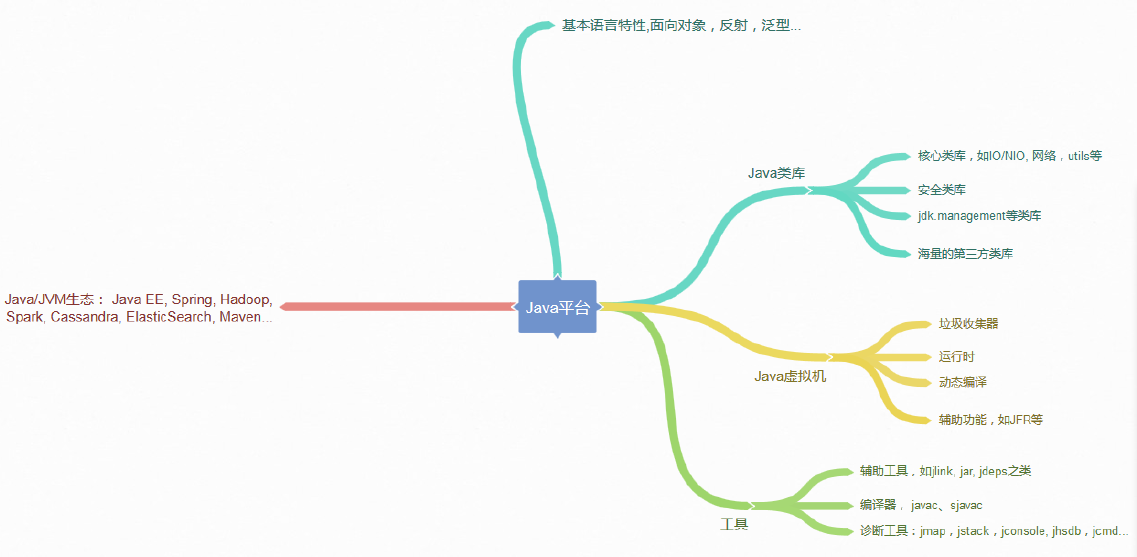 基本语言特性,面向对象，反射，泛型...
Java类库
核心类库，如IO/NIO, 网络，utils等
安全类库
jdk.management等类库
海量的第三方类库
Java/JVM生态： Java EE, Spring, Hadoop,
Spark, Cassandra, ElasticSearch, Maven...
Java平台
Java虚拟机
垃圾收集器
运行时
动态编译
辅助功能，如JFR等
工具
辅助工具，如jlink, jar, jdeps之类
编译器， javac、sjavac
诊断工具：jmap，jstack，jconsole, jhsdb，jcmd...